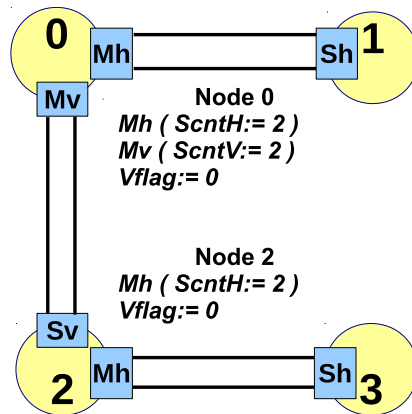 0
Mh
Sh
1
Mv
Node 0
Mh ( ScntH:= 2 )
Mv ( ScntV:= 2 )
Vflag:= 0
Node 2
Mh ( ScntH:= 2 )
Vflag:= 0
Sv
2
Mh
Sh
3